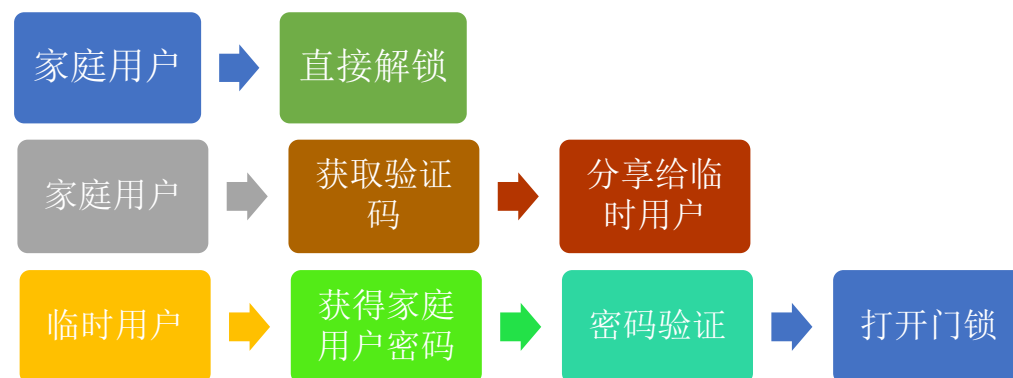 家庭用户
直接解锁
家庭用户
获取验证
码
分享给临
时用户
临时用户
获得家庭
用户密码
密码验证
打开门锁